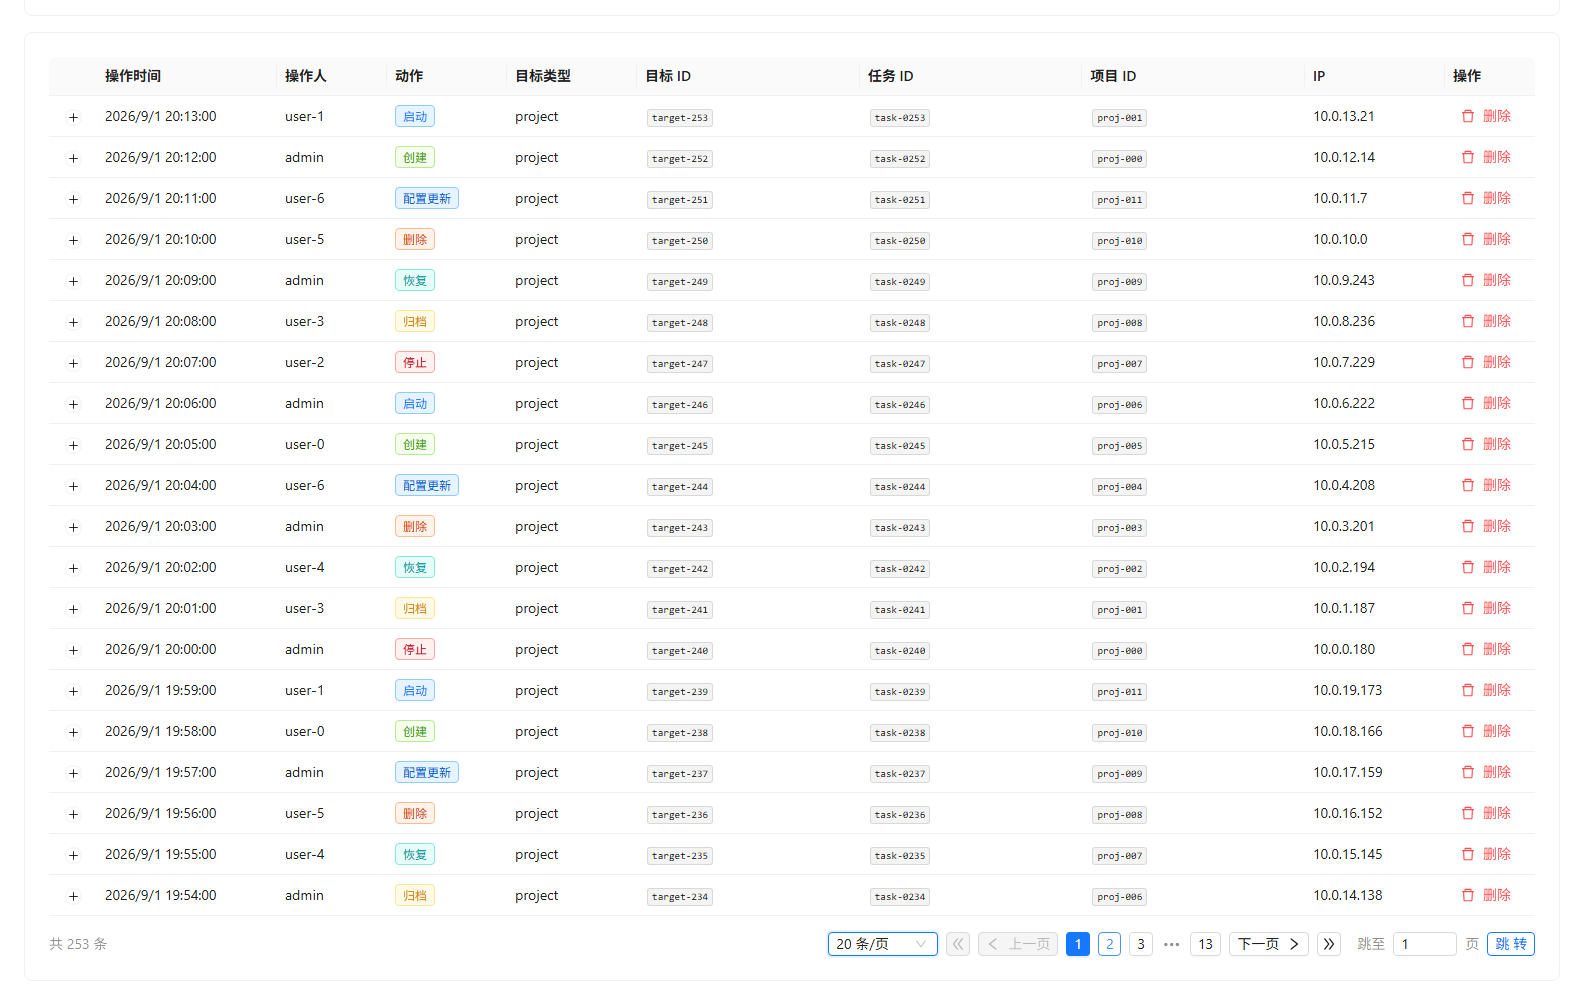 操作时间 操作人 动作 目标类型 目标 ID 任务 ID 项目 ID IP 操作
2026/9/1 20:13:00 user-1 启动 project target-253 task-0253 proj-001 10.0.13.21 删除
2026/9/1 20:12:00 admin 创建 project target-252 task-0252 proj-000 10.0.12.14 删除
2026/9/1 20:11:00 user-6 配置更新 project target-251 task-0251 proj-011 10.0.11.7 删除
2026/9/1 20:10:00 user-5 删除 project target-250 task-0250 proj-010 10.0.10.0 删除
2026/9/1 20:09:00 admin 恢复 project target-249 task-0249 proj-009 10.0.9.243 删除
2026/9/1 20:08:00 user-3 归档 project target-248 task-0248 proj-008 10.0.8.236 删除
2026/9/1 20:07:00 user-2 停止 project target-247 task-0247 proj-007 10.0.7.229 删除
2026/9/1 20:06:00 admin 启动 project target-246 task-0246 proj-006 10.0.6.222 删除
2026/9/1 20:05:00 user-0 创建 project target-245 task-0245 proj-005 10.0.5.215 删除
2026/9/1 20:04:00 user-6 配置更新 project target-244 task-0244 proj-004 10.0.4.208 删除
2026/9/1 20:03:00 admin 删除 project target-243 task-0243 proj-003 10.0.3.201 删除
2026/9/1 20:02:00 user-4 恢复 project target-242 task-0242 proj-002 10.0.2.194 删除
2026/9/1 20:01:00 user-3 归档 project target-241 task-0241 proj-001 10.0.1.187 删除
2026/9/1 20:00:00 admin 停止 project target-240 task-0240 proj-000 10.0.0.180 删除
2026/9/1 19:59:00 user-1 启动 project target-239 task-0239 proj-011 10.0.19.173 删除
2026/9/1 19:58:00 user-0 创建 project target-238 task-0238 proj-010 10.0.18.166 删除
2026/9/1 19:57:00 admin 配置更新 project target-237 task-0237 proj-009 10.0.17.159 删除
2026/9/1 19:56:00 user-5 删除 project target-236 task-0236 proj-008 10.0.16.152 删除
2026/9/1 19:55:00 user-4 恢复 project target-235 task-0235 proj-007 10.0.15.145 删除
2026/9/1 19:54:00 admin 归档 project target-234 task-0234 proj-006 10.0.14.138 删除
共 253 条 20 条/页 上一页 1 2 3 ••• 13 下一页 跳至 1 页 跳 转